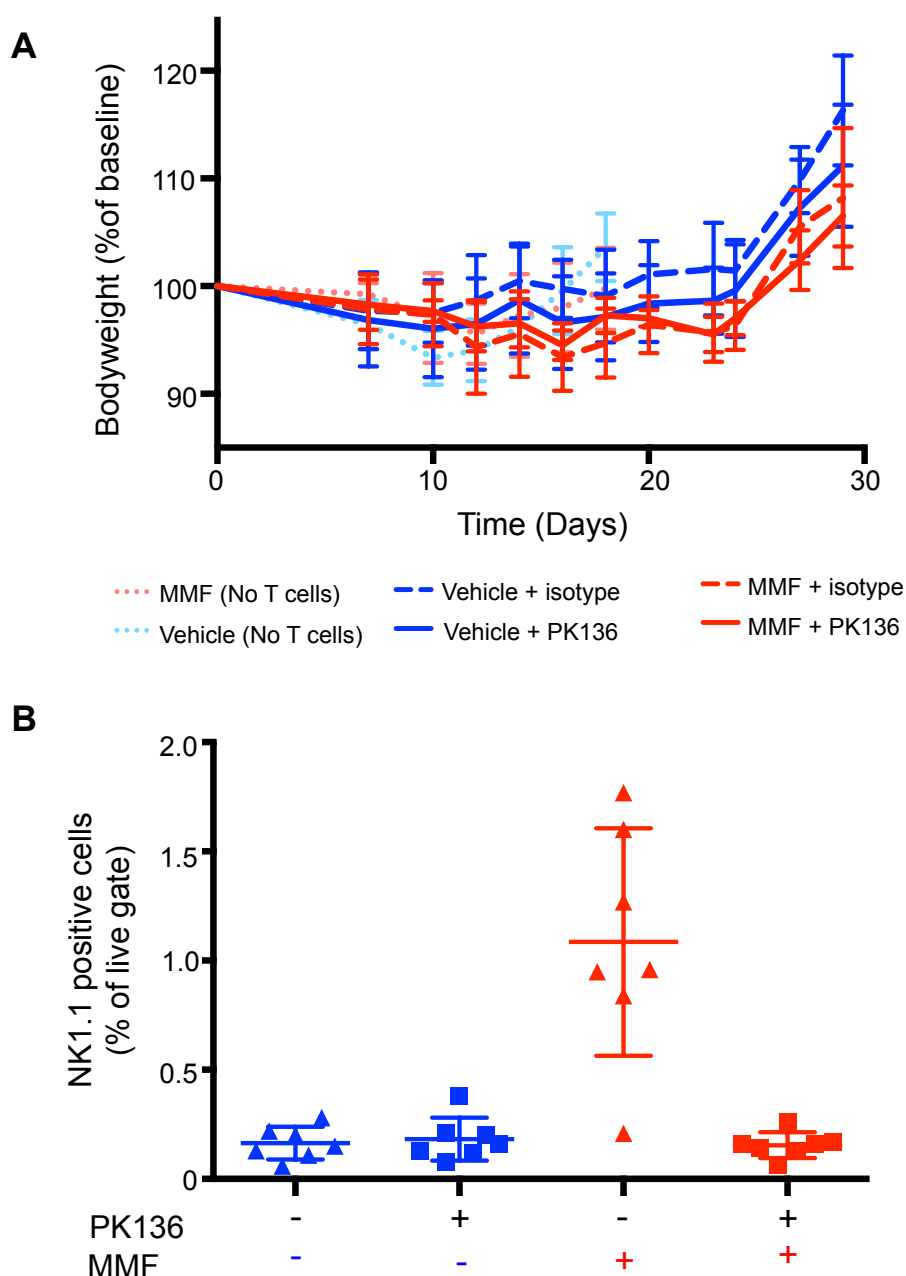 A
Bodyweight (%of baseline)
120
110
100
90
0 10 20 30
Time (Days)
MMF (No T cells) Vehicle + isotype MMF + isotype
Vehicle (No T cells) Vehicle + PK136 MMF + PK136
B
NK1.1 positive cells
(% of live gate)
2.0
1.5
1.0
0.5
0
PK136 - + - +
MMF - - + +